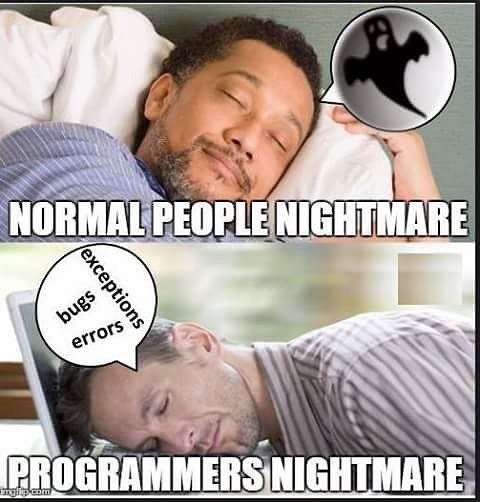 NORMAL PEOPLE NIGHTMARE
exceptions
bugs
errors
PROGRAMMERS NIGHTMARE
imgflip.com